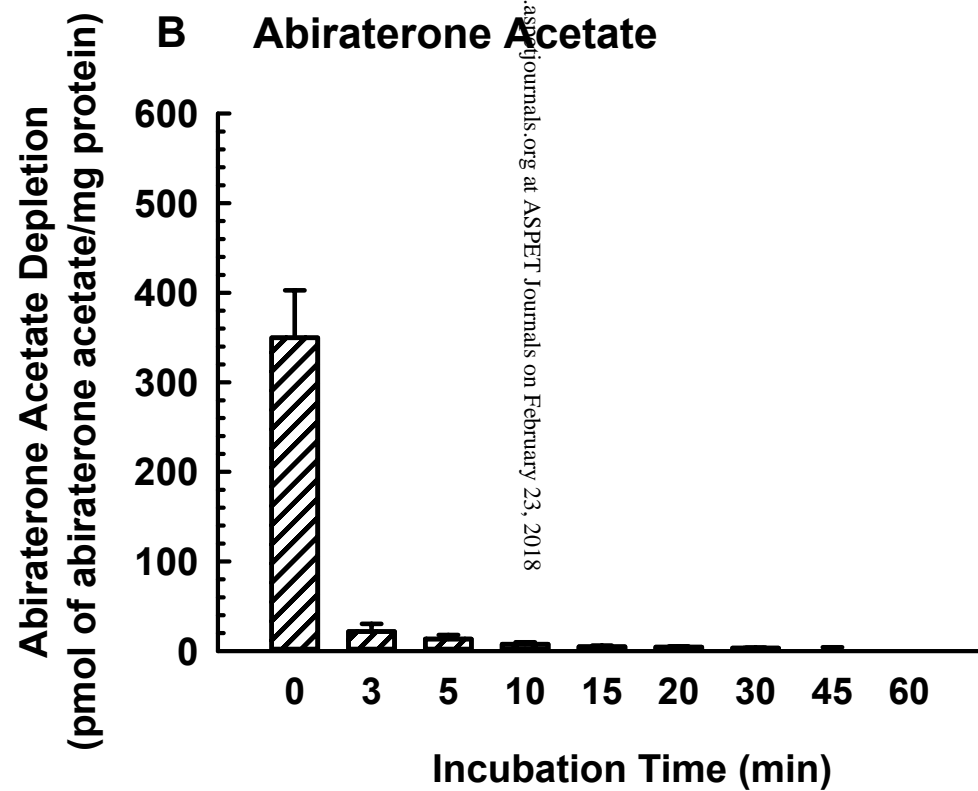 B Abiraterone Acetate
Abiraterone Acetate Depletion
(pmol of abiraterone acetate/mg protein)
600
500
400
300
200
100
0
0 3 5 10 15 20 30 45 60
Incubation Time (min)
.aspetjournals.org at ASPET Journals on February 23, 2018